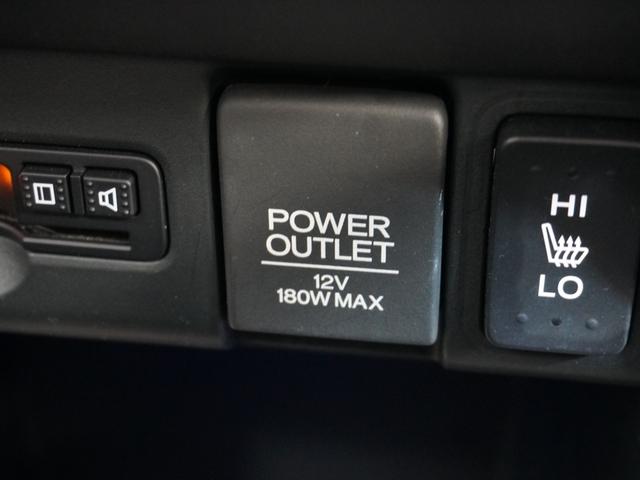 POWER
OUTLET
12V
180W MAX
HI
LO